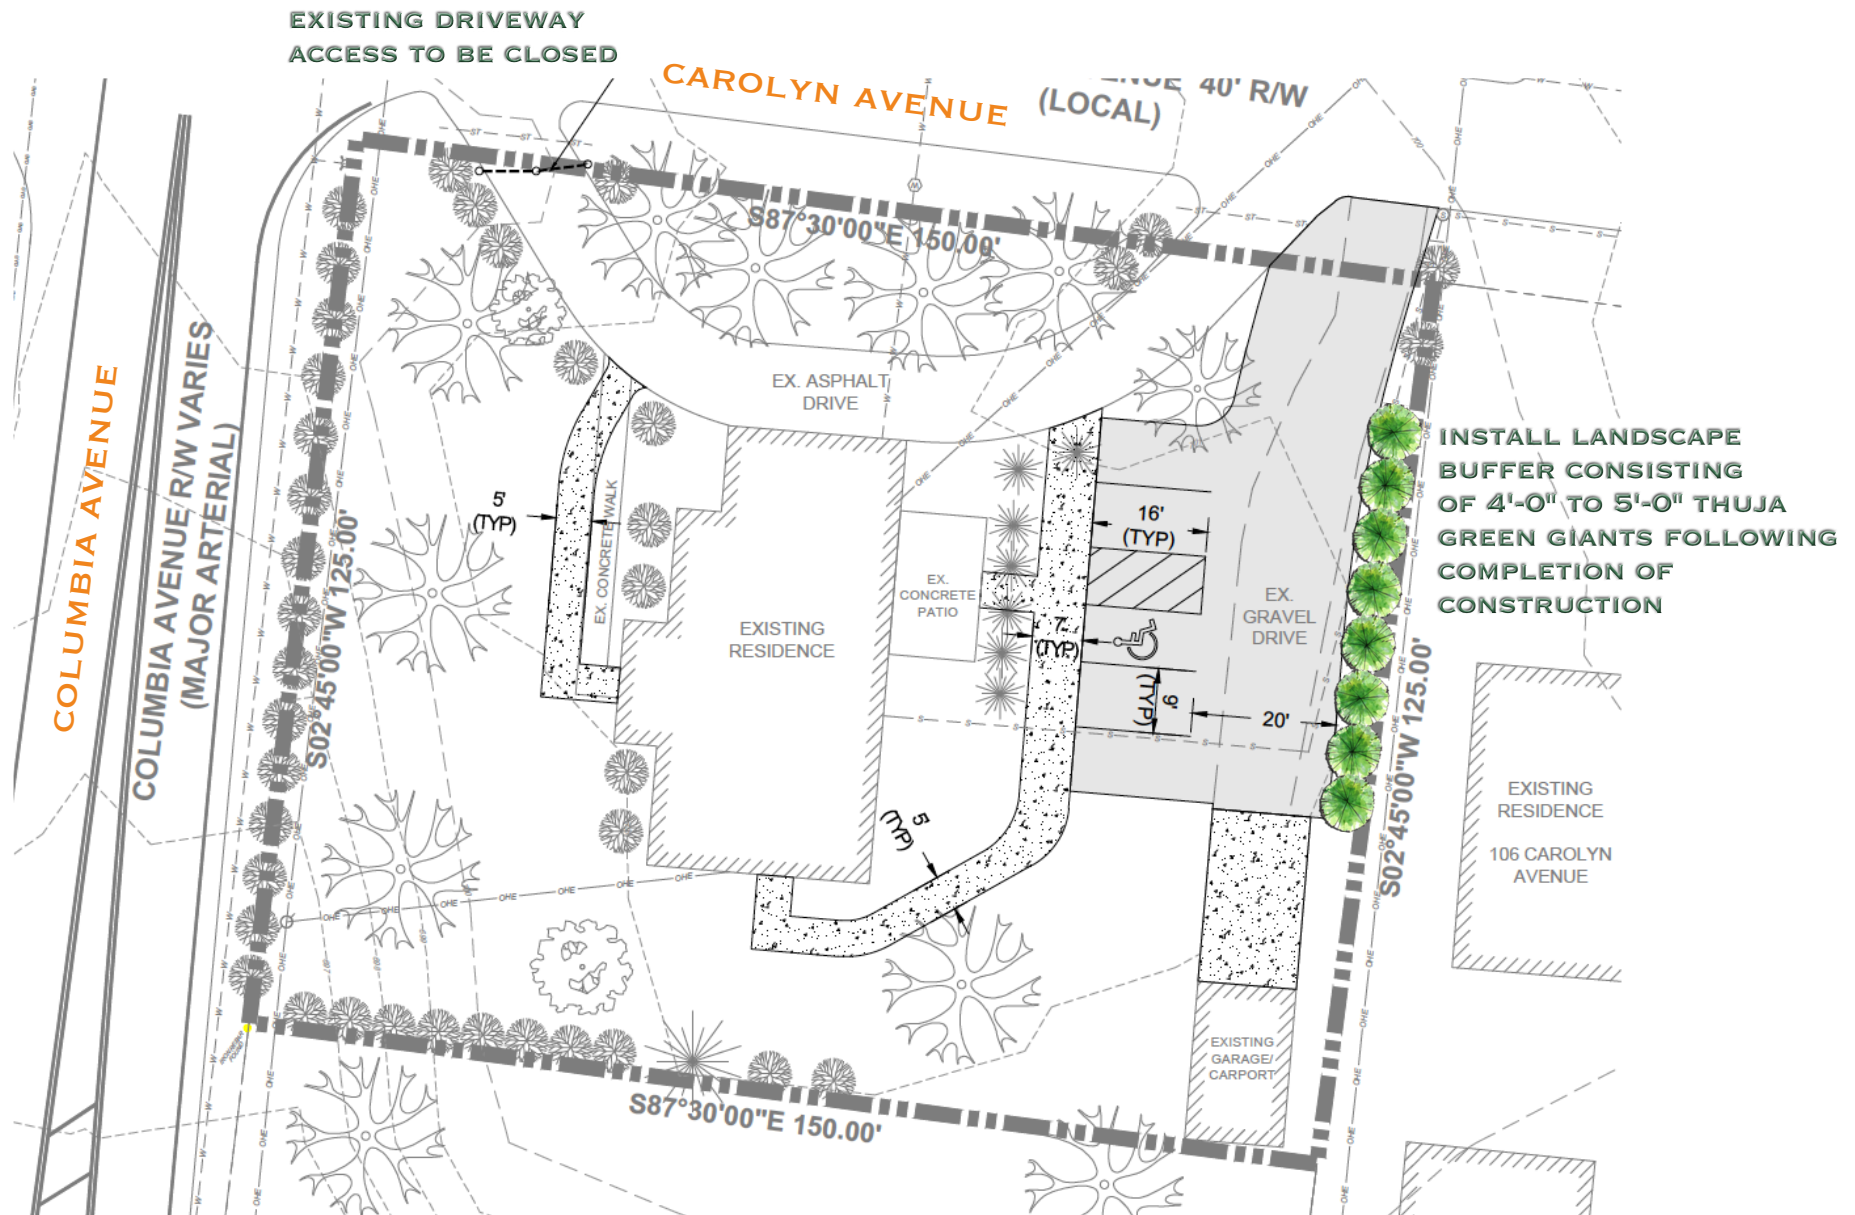 EXISTING DRIVEWAY
ACCESS TO BE CLOSED
CAROLYN AVENUE
40' R/W
(LOCAL)
S87°30'00"E 150.00'
COLUMBIA AVENUE
COLUMBIA AVENUE R/W VARIES
(MAJOR ARTERIAL)
S02°45'00"W 125.00'
EX. ASPHALT
DRIVE
5'
(TYP)
EX. CONCRETE WALK
EXISTING
RESIDENCE
EX.
CONCRETE
PATIO
16'
(TYP)
7'
(TYP)
9'
(TYP)
20'
EX.
GRAVEL
DRIVE
INSTALL LANDSCAPE
BUFFER CONSISTING
OF 4'-0" TO 5'-0" THUJA
GREEN GIANTS FOLLOWING
COMPLETION OF
CONSTRUCTION
S02°45'00"W 125.00'
EXISTING
RESIDENCE
106 CAROLYN
AVENUE
5'
(TYP)
EXISTING
GARAGE/
CARPORT
S87°30'00"E 150.00'